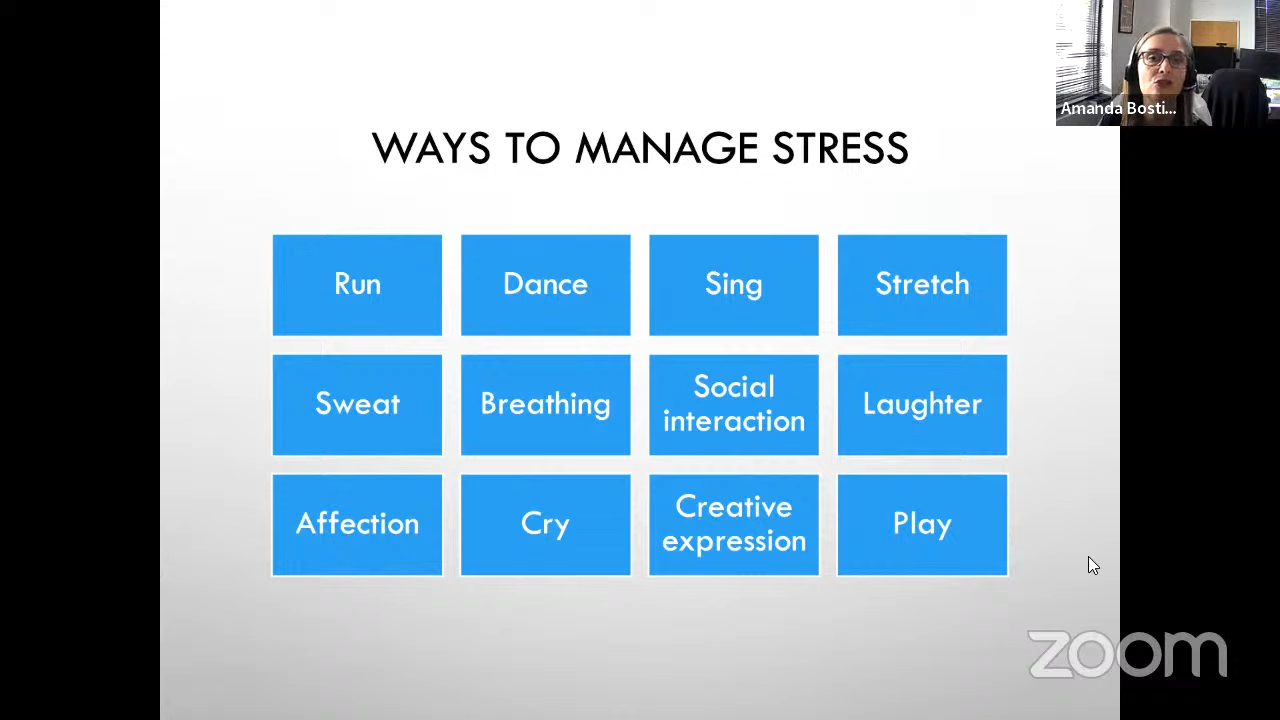 Amanda Bosti...
WAYS TO MANAGE STRESS
Run
Dance
Sing
Stretch
Sweat
Breathing
Social
interaction
Laughter
Affection
Cry
Creative
expression
Play
zoom